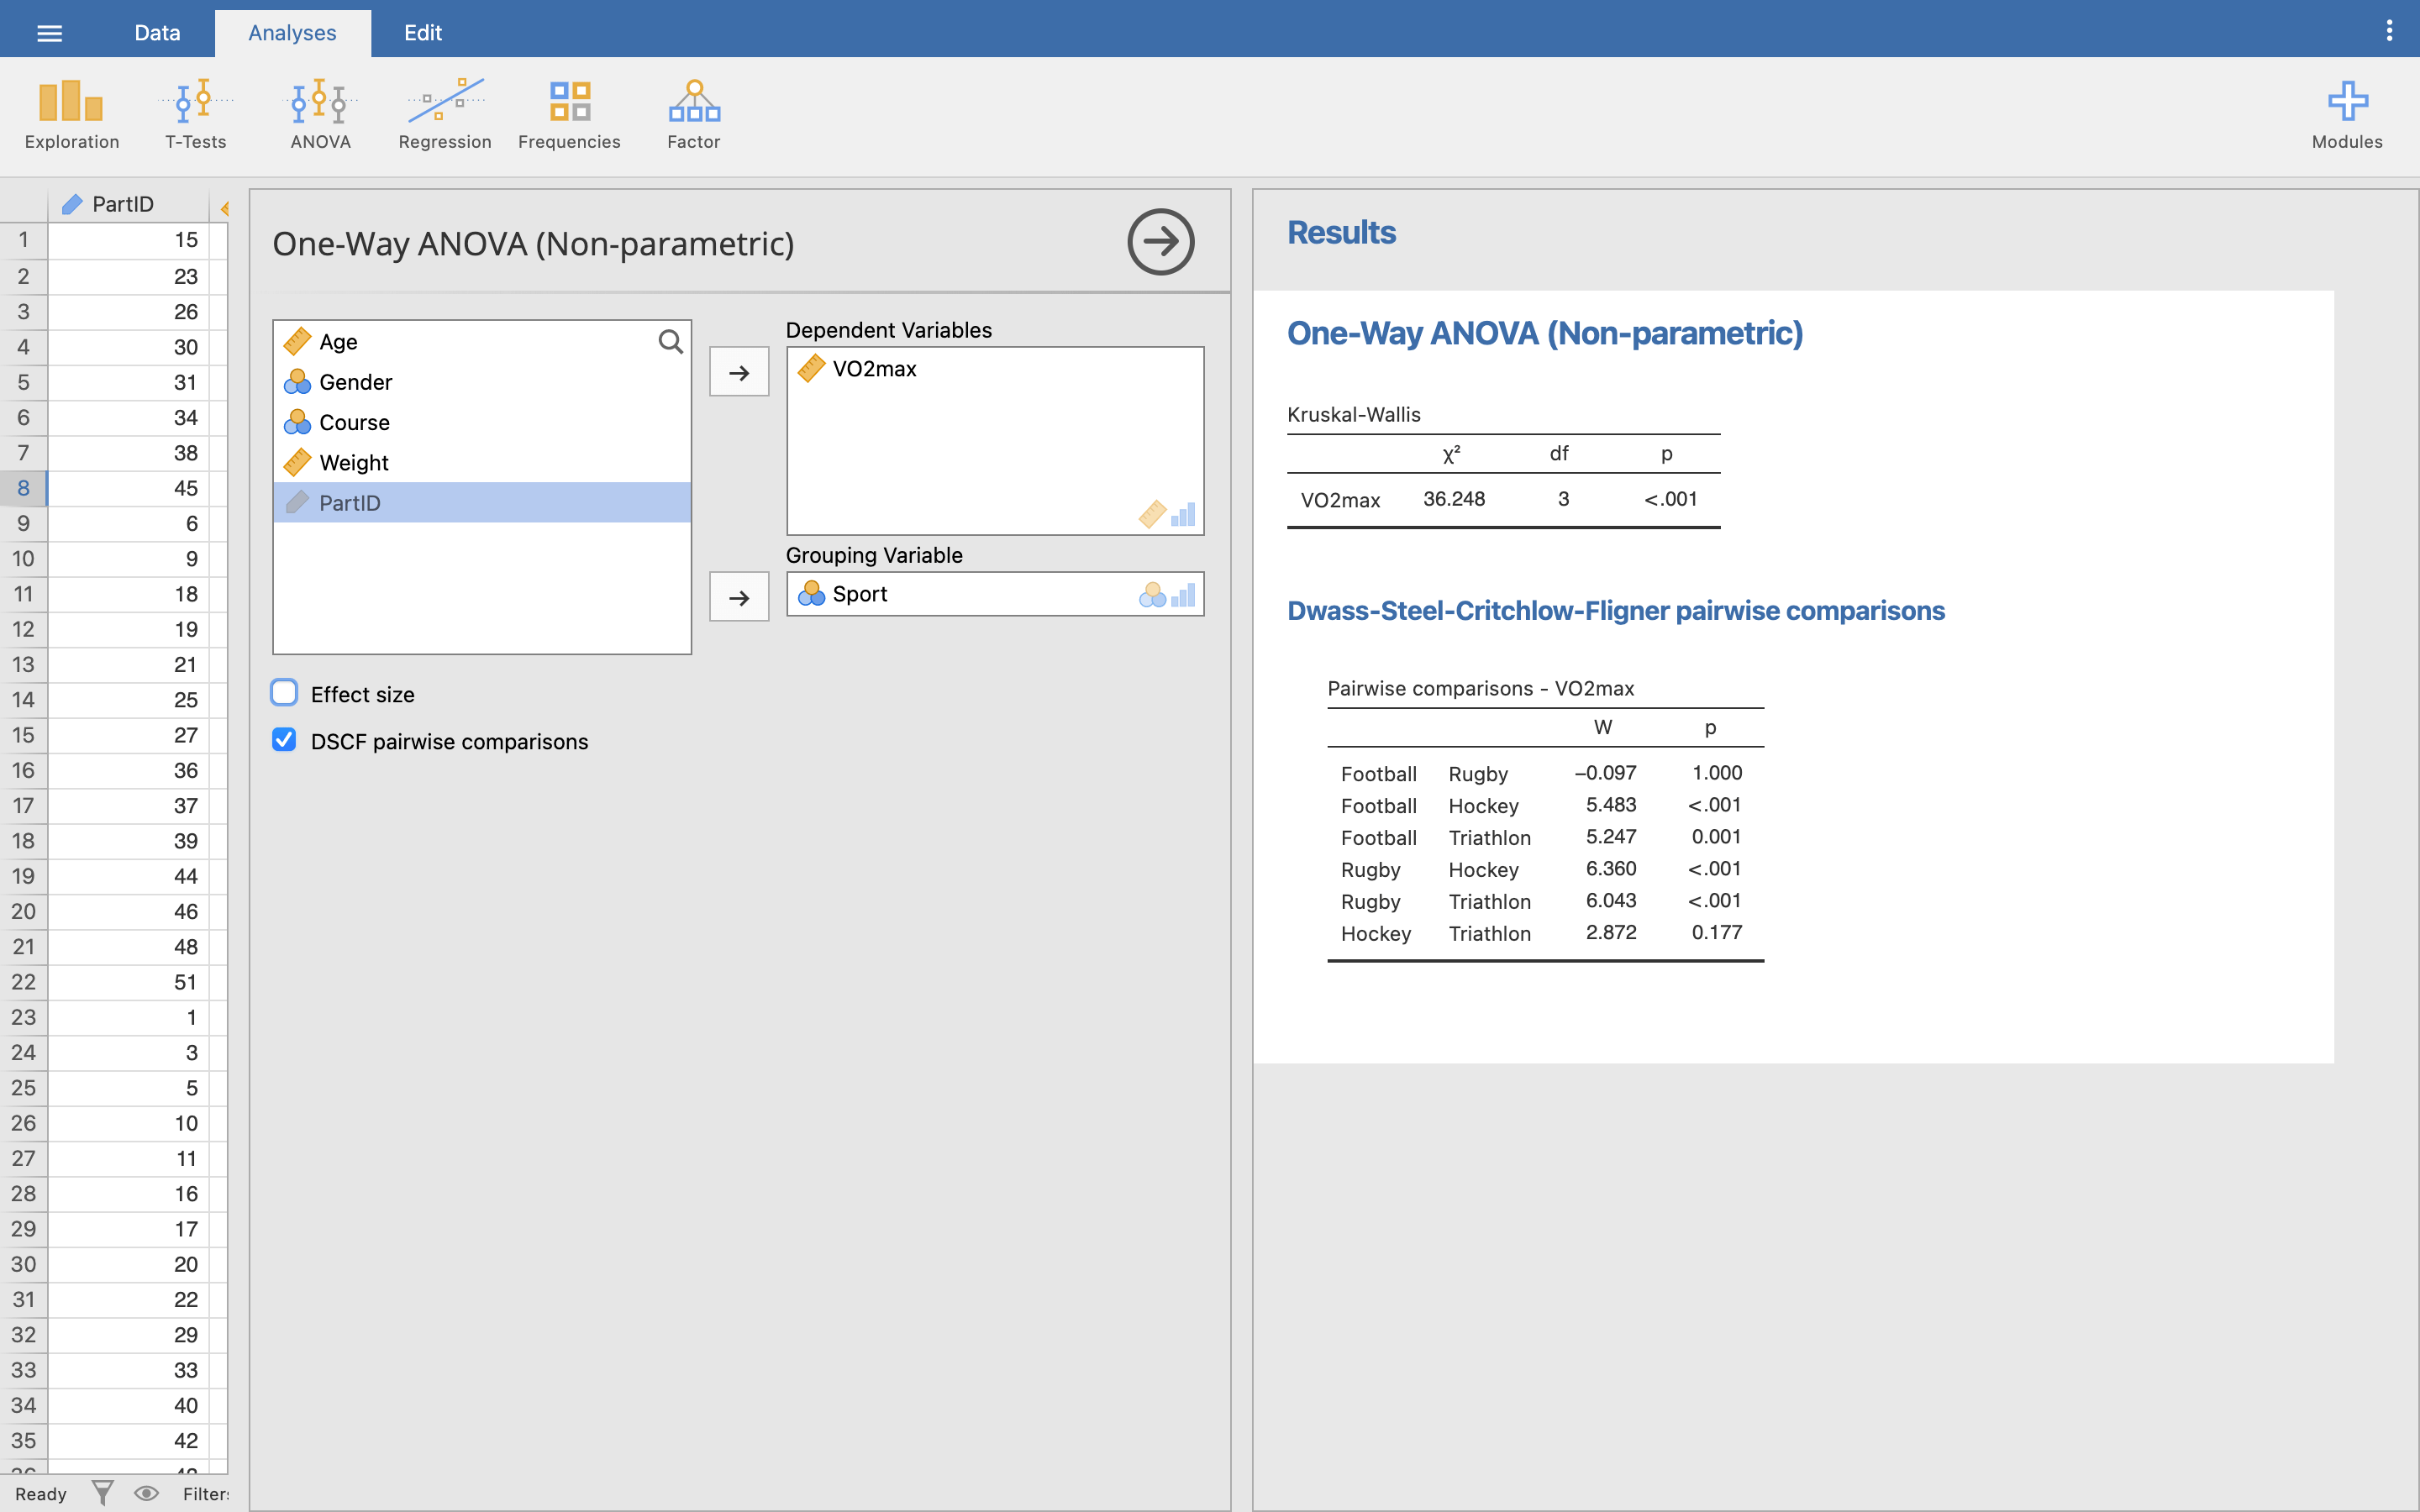 Data Analyses Edit
Exploration T-Tests ANOVA Regression Frequencies Factor Modules
PartID
1 15
2 23
3 26
4 30
5 31
6 34
7 38
8 45
9 6
10 9
11 18
12 19
13 21
14 25
15 27
16 36
17 37
18 39
19 44
20 46
21 48
22 51
23 1
24 3
25 5
26 10
27 11
28 16
29 17
30 20
31 22
32 29
33 33
34 40
35 42
Ready Filters
One-Way ANOVA (Non-parametric)
Age
Gender
Course
Weight
PartID
Dependent Variables
VO2max
Grouping Variable
Sport
Effect size
DSCF pairwise comparisons
Results
One-Way ANOVA (Non-parametric)
Kruskal-Wallis
χ² df p
VO2max 36.248 3 <.001
Dwass-Steel-Critchlow-Fligner pairwise comparisons
Pairwise comparisons - VO2max
W p
Football Rugby –0.097 1.000
Football Hockey 5.483 <.001
Football Triathlon 5.247 0.001
Rugby Hockey 6.360 <.001
Rugby Triathlon 6.043 <.001
Hockey Triathlon 2.872 0.177